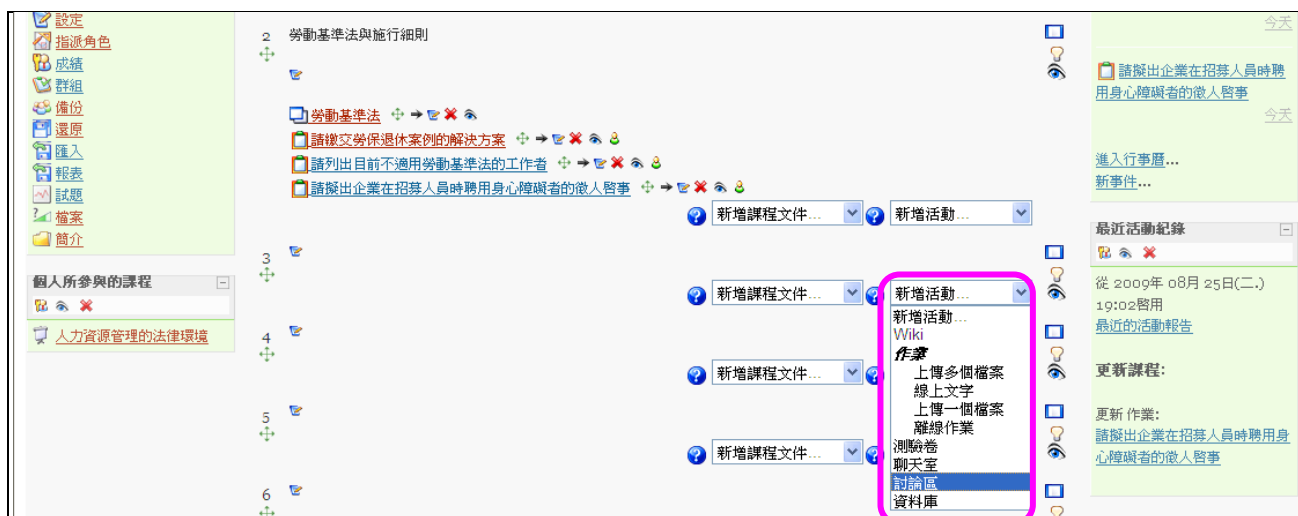 設定
指派角色
成績
群組
備份
還原
匯入
報表
試題
檔案
簡介
個人所參與的課程
人力資源管理的法律環境
2 勞動基準法與施行細則
勞動基準法
請繳交勞保退休案例的解決方案
請列出目前不適用勞動基準法的工作者
請擬出企業在招募人員時聘用身心障礙者的徵人啓事
新增課程文件... 新增活動...
3
新增課程文件... 新增活動...
新增活動...
Wiki
作業
上傳多個檔案
線上文字
上傳一個檔案
離線作業
測驗卷
聊天室
討論區
資料庫
4
新增課程文件...
5
新增課程文件...
6
今天
請擬出企業在招募人員時聘
用身心障礙者的徵人啓事
今天
進入行事曆...
新事件...
最近活動紀錄
從 2009年 08月 25日(二.)
19:02啓用
最近的活動報告
更新課程:
更新 作業:
請擬出企業在招募人員時聘用身
心障礙者的徵人啓事